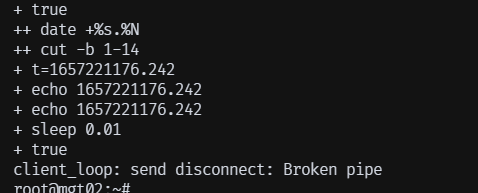 + true
++ date +%s.%N
++ cut -b 1-14
+ t=1657221176.242
+ echo 1657221176.242
+ echo 1657221176.242
+ sleep 0.01
+ true
client_loop: send disconnect: Broken pipe
root@mgt02:~#